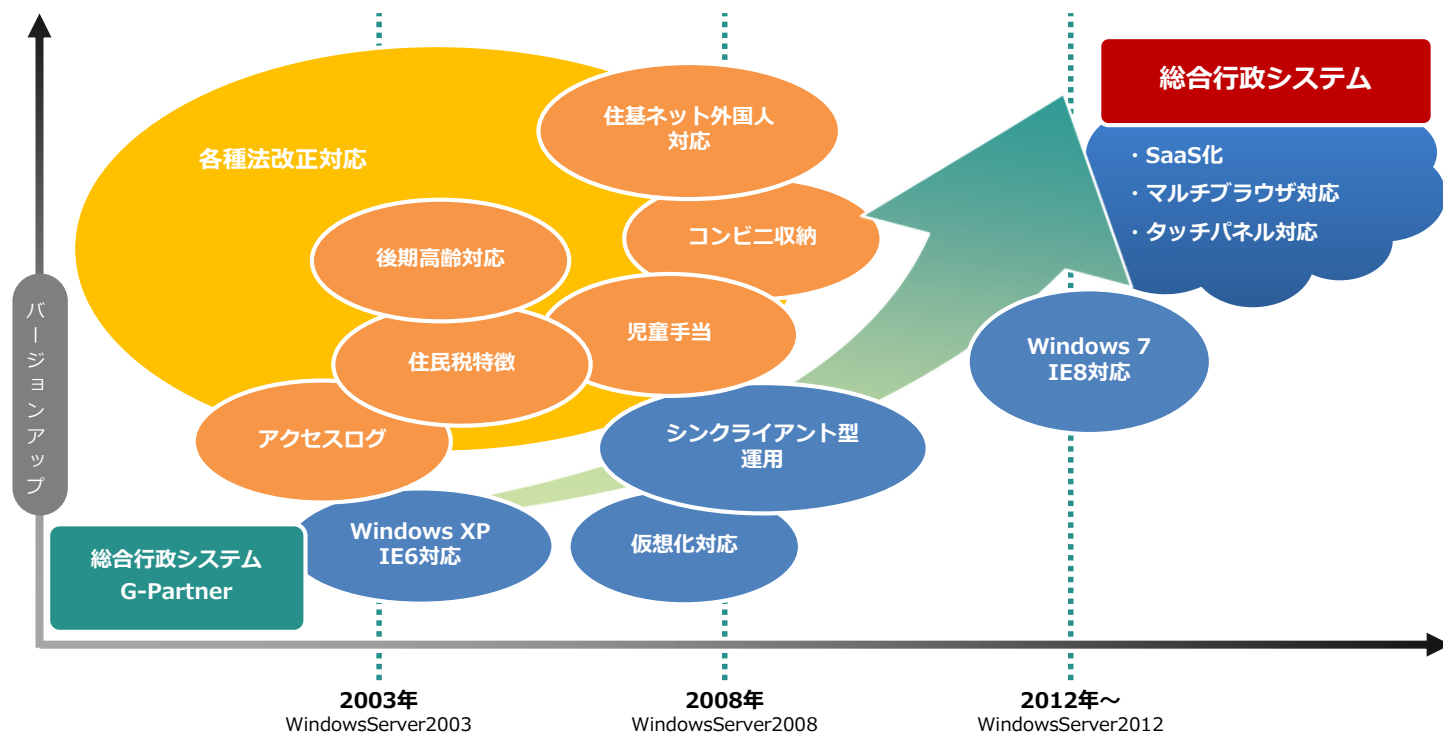 総合行政システム
・SaaS化
・マルチブラウザ対応
・タッチパネル対応
住基ネット外国人
対応
各種法改正対応
コンビニ収納
後期高齢対応
児童手当
住民税特徴
Windows 7
IE8対応
アクセスログ
シンクライアント型
運用
バージョンアップ
Windows XP
IE6対応
仮想化対応
総合行政システム
G-Partner
2003年
WindowsServer2003
2008年
WindowsServer2008
2012年～
WindowsServer2012